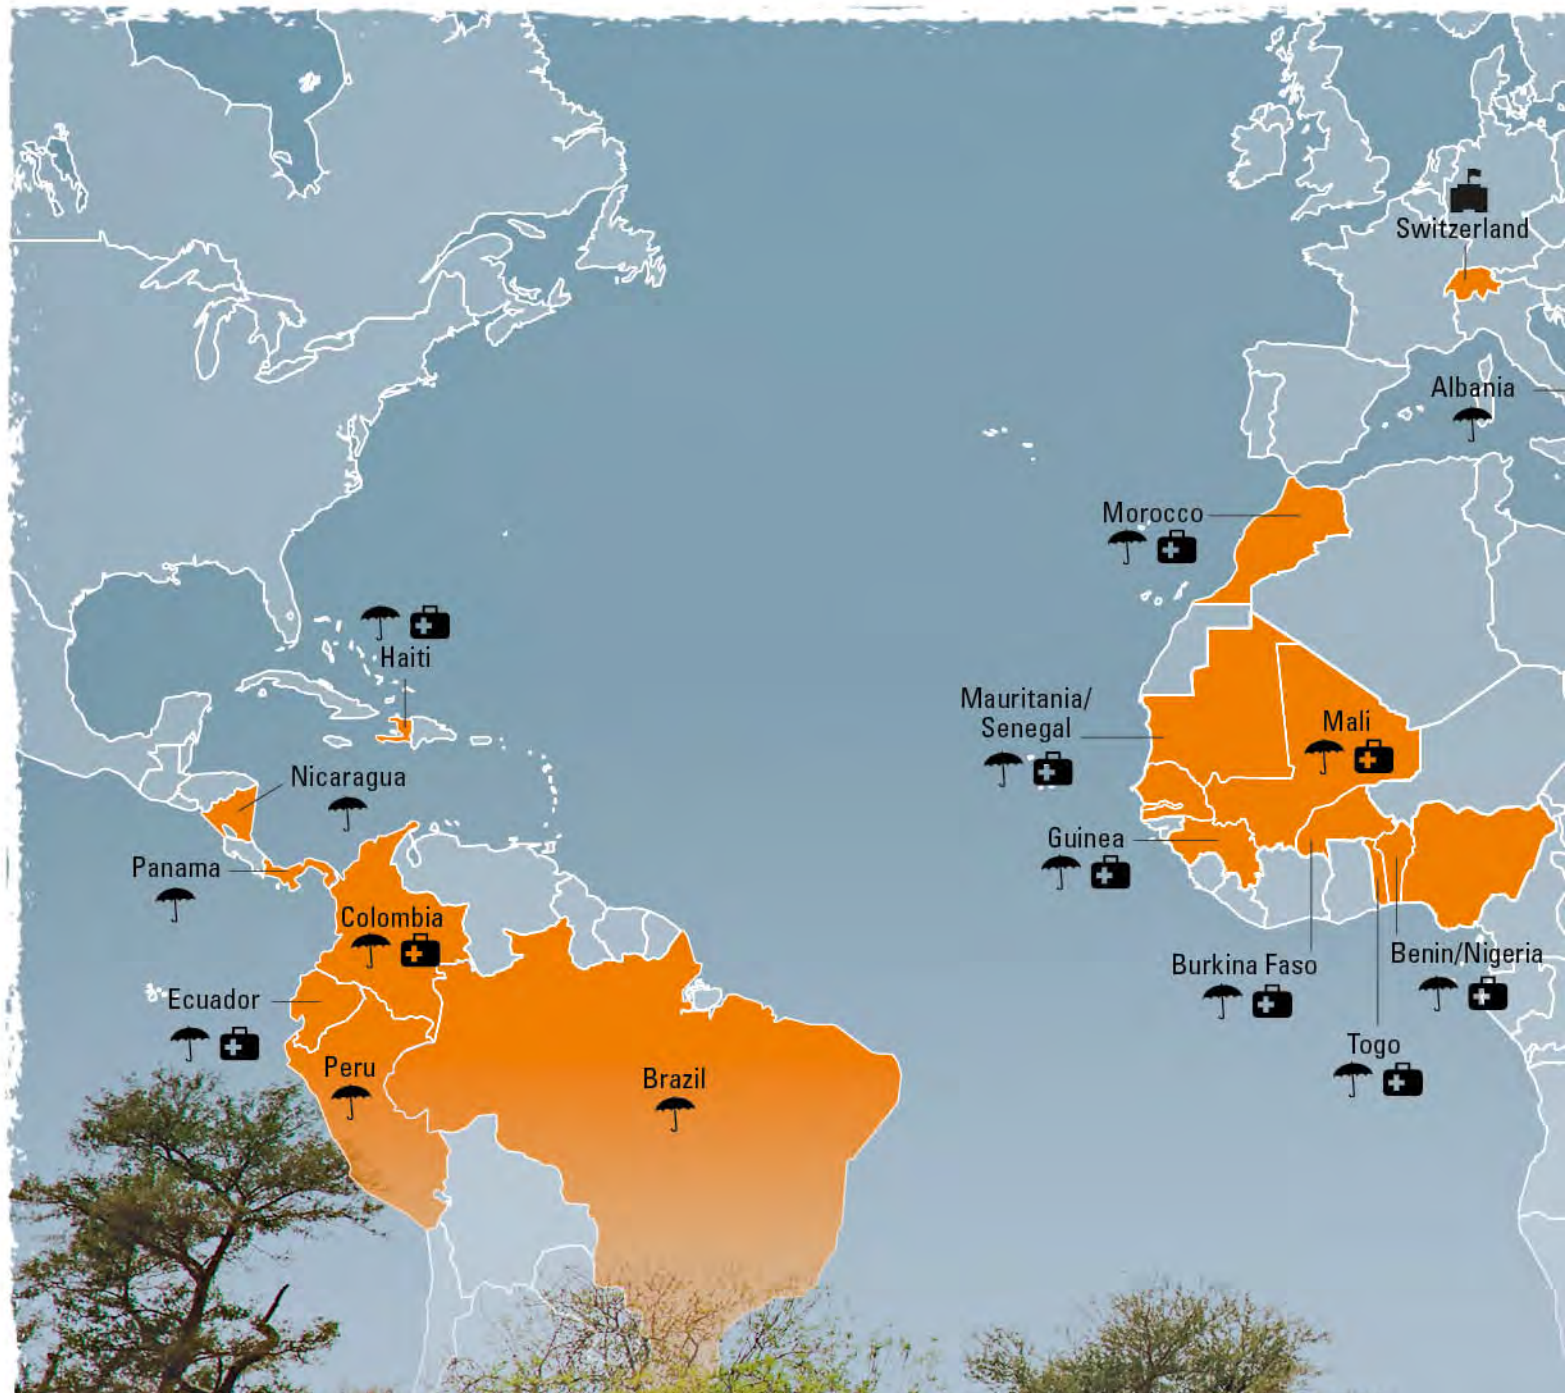 Switzerland
Albania
Morocco
Haiti
Mauritania/
Senegal
Mali
Nicaragua
Guinea
Panama
Colombia
Burkina Faso
Benin/Nigeria
Ecuador
Togo
Peru
Brazil